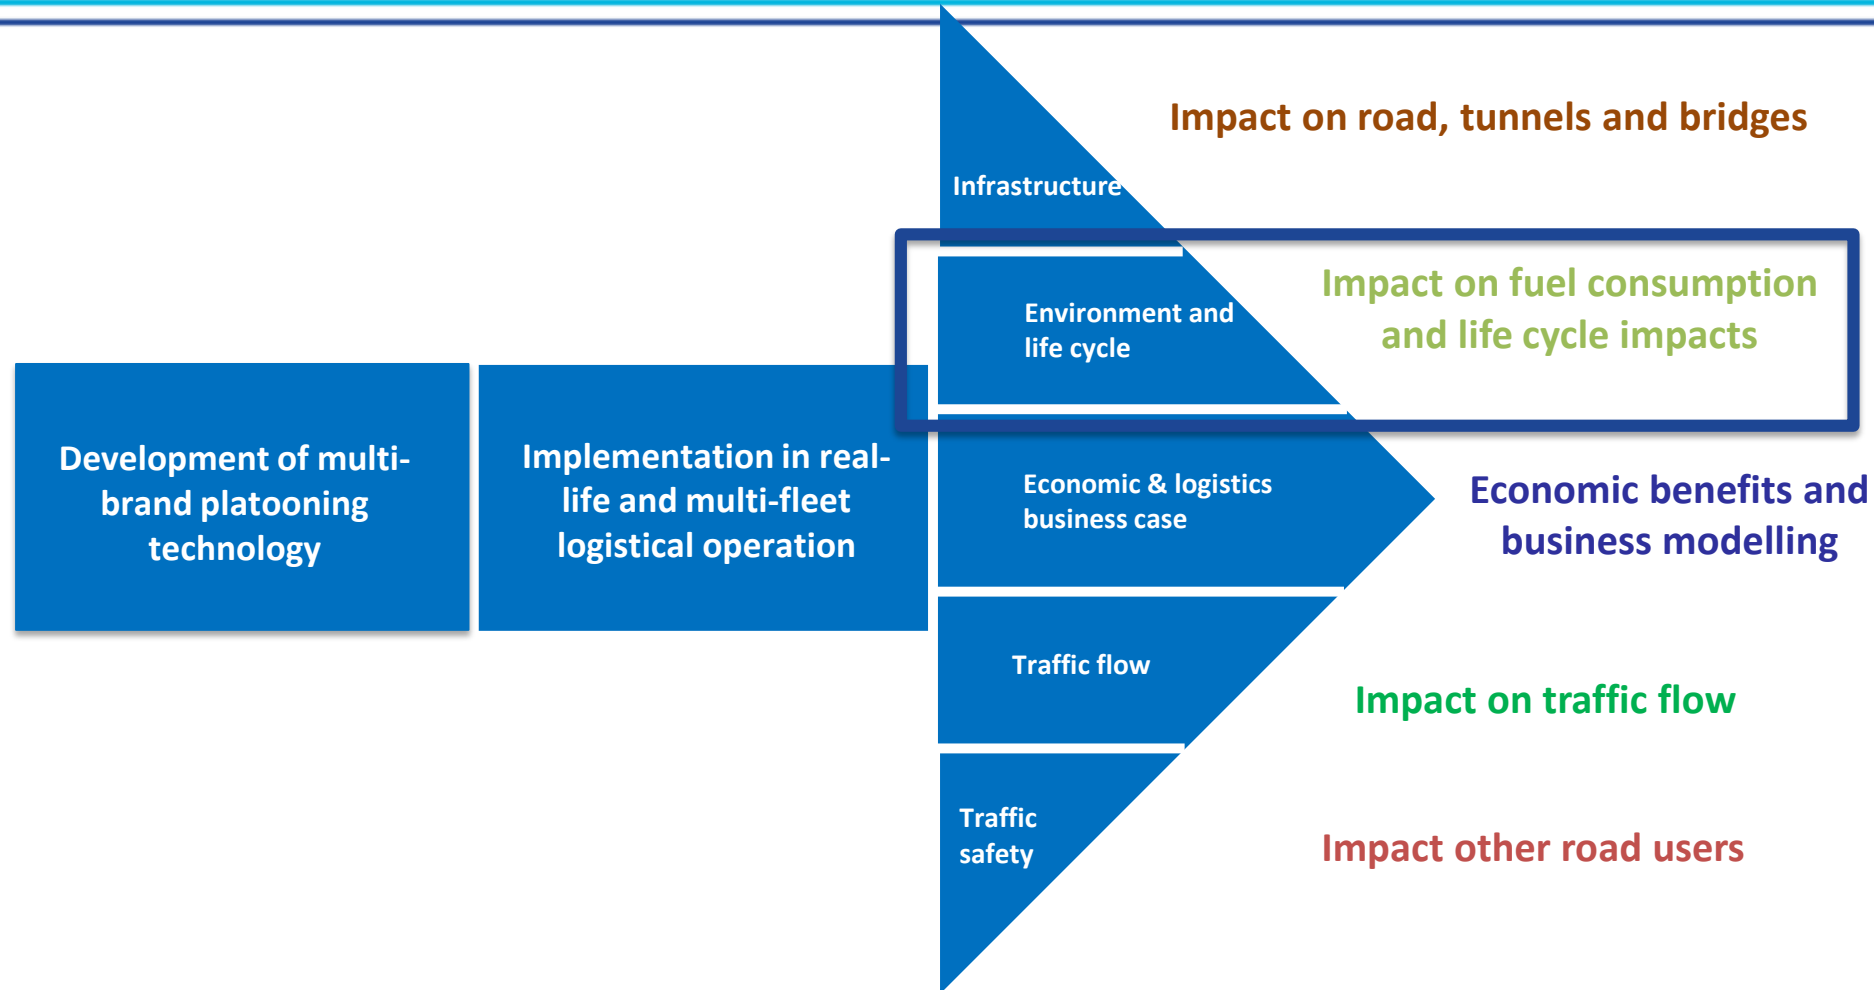 Impact on road, tunnels and bridges
Infrastructure
Environment and
life cycle
Impact on fuel consumption
and life cycle impacts
Development of multi-
brand platooning
technology
Implementation in real-
life and multi-fleet
logistical operation
Economic & logistics
business case
Economic benefits and
business modelling
Traffic flow
Impact on traffic flow
Traffic
safety
Impact other road users